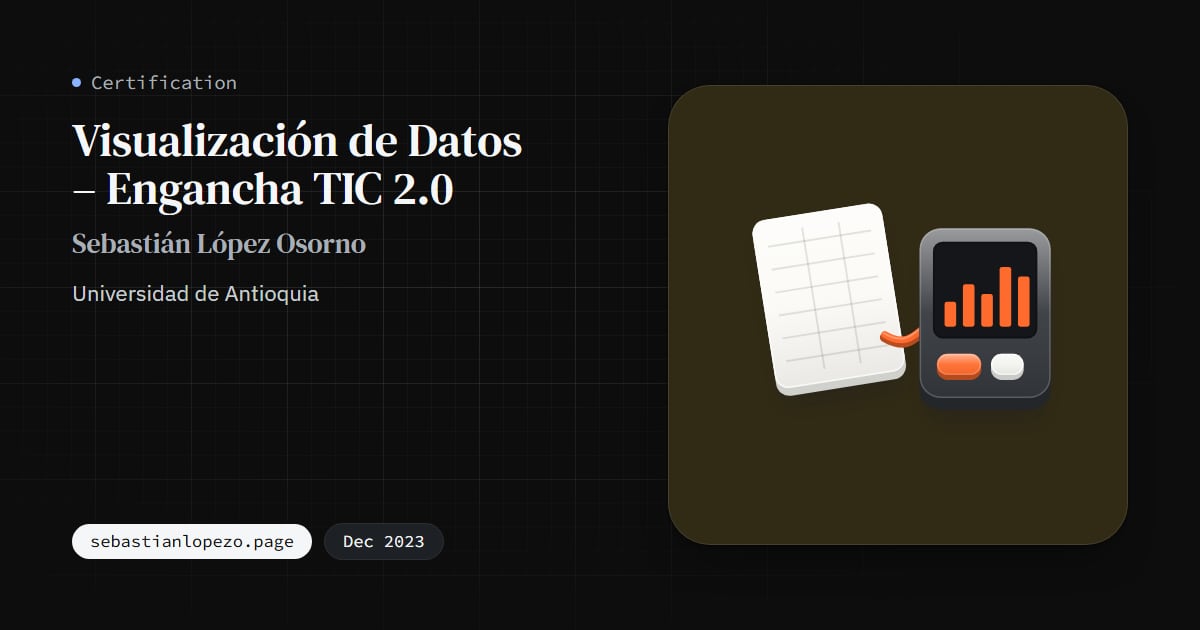 Certification
Visualización de Datos
– Engancha TIC 2.0
Sebastián López Osorno
Universidad de Antioquia
sebastianlopezo.page
Dec 2023